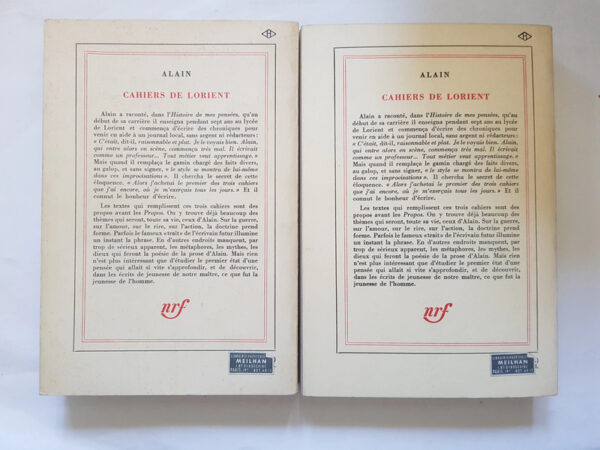 ALAIN
CAHIERS DE LORIENT
Alain a raconté, dans l'Histoire de mes pensées, qu'au
début de sa carrière il enseigna pendant sept ans au lycée
de Lorient et commença d'écrire des chroniques pour
venir en aide à un journal local, sans argent ni rédacteurs :
« C'était, dit-il, raisonnable et plat. Je le voyais bien. Alain,
qui entre alors en scène, commença très mal. Il écrivait
comme un professeur... Tout métier veut apprentissage. »
Mais quand il remplaça le gamin chargé des faits divers,
au galop, et sans signer, « le style se montra de lui-même
dans ces improvisations ». Il chercha le secret de cette
éloquence. « Alors j'achetai le premier des trois cahiers
que j'ai encore, où je m'exerçais tous les jours. » Et il
connut le bonheur d'écrire.
Les textes qui remplissent ces trois cahiers sont des
propos avant les Propos. On y trouve déjà beaucoup des
thèmes qui seront, toute sa vie, ceux d'Alain. Sur la guerre,
sur l'amour, sur le rire, sur l'action, la doctrine prend
forme. Parfois le fameux « trait » de l'écrivain futur illumine
un instant la phrase. En d'autres endroits manquent, par
trop de sérieux apparent, les métaphores, les mythes, les
dieux qui feront la poésie de la prose d'Alain. Mais rien
n'est plus intéressant que d'étudier le premier état d'une
pensée qui allait si vite s'approfondir, et de découvrir,
dans les écrits de jeunesse de notre maître, ce que fut la
jeunesse de l'homme.
nrf
MEILHAN
ALAIN
CAHIERS DE LORIENT
Alain a raconté, dans l'Histoire de mes pensées, qu'au
début de sa carrière il enseigna pendant sept ans au lycée
de Lorient et commença d'écrire des chroniques pour
venir en aide à un journal local, sans argent ni rédacteurs :
« C'était, dit-il, raisonnable et plat. Je le voyais bien. Alain,
qui entre alors en scène, commença très mal. Il écrivait
comme un professeur... Tout métier veut apprentissage. »
Mais quand il remplaça le gamin chargé des faits divers,
au galop, et sans signer, « le style se montra de lui-même
dans ces improvisations ». Il chercha le secret de cette
éloquence. « Alors j'achetai le premier des trois cahiers
que j'ai encore, où je m'exerçais tous les jours. » Et il
connut le bonheur d'écrire.
Les textes qui remplissent ces trois cahiers sont des
propos avant les Propos. On y trouve déjà beaucoup des
thèmes qui seront, toute sa vie, ceux d'Alain. Sur la guerre,
sur l'amour, sur le rire, sur l'action, la doctrine prend
forme. Parfois le fameux « trait » de l'écrivain futur illumine
un instant la phrase. En d'autres endroits manquent, par
trop de sérieux apparent, les métaphores, les mythes, les
dieux qui feront la poésie de la prose d'Alain. Mais rien
n'est plus intéressant que d'étudier le premier état d'une
pensée qui allait si vite s'approfondir, et de découvrir,
dans les écrits de jeunesse de notre maître, ce que fut la
jeunesse de l'homme.
nrf
MEILHAN